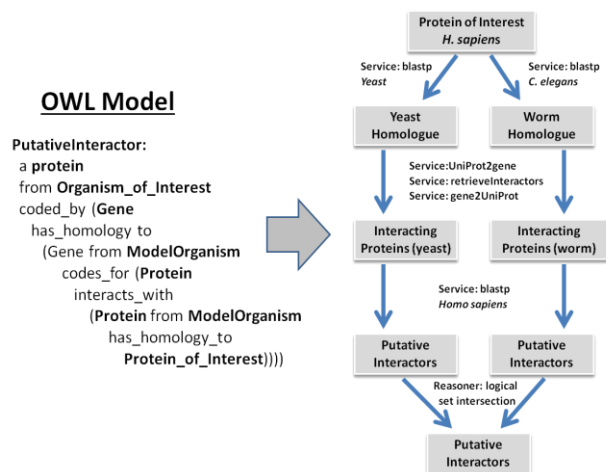 OWL Model
PutativeInteractor:
a protein
from Organism_of_Interest
coded_by (Gene
has_homology to
(Gene from ModelOrganism
codes_for (Protein
interacts_with
(Protein from ModelOrganism
has_homology_to
Protein_of_Interest))))
Protein of Interest
H. sapiens
Service: blastp
Yeast
Service: blastp
C. elegans
Yeast
Homologue
Worm
Homologue
Service:UniProt2gene
Service: retrieveInteractors
Service: gene2UniProt
Interacting
Proteins (yeast)
Interacting
Proteins (worm)
Service: blastp
Homo sapiens
Putative
Interactors
Putative
Interactors
Reasoner: logical
set intersection
Putative
Interactors